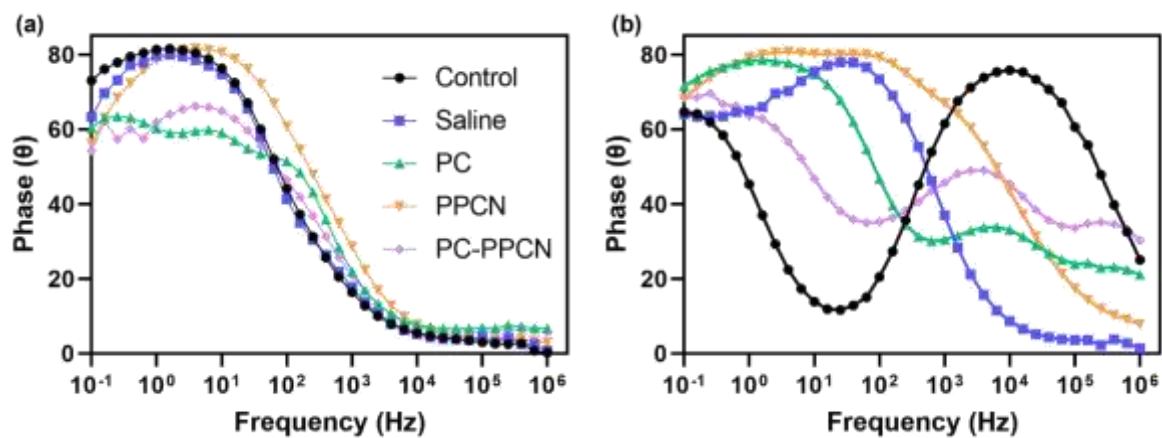 (a)
80
60
40
20
0
Phase (θ)
10⁻¹ 10⁰ 10¹ 10² 10³ 10⁴ 10⁵ 10⁶
Frequency (Hz)
Control
Saline
PC
PPCN
PC-PPCN
(b)
80
60
40
20
0
Phase (θ)
10⁻¹ 10⁰ 10¹ 10² 10³ 10⁴ 10⁵ 10⁶
Frequency (Hz)